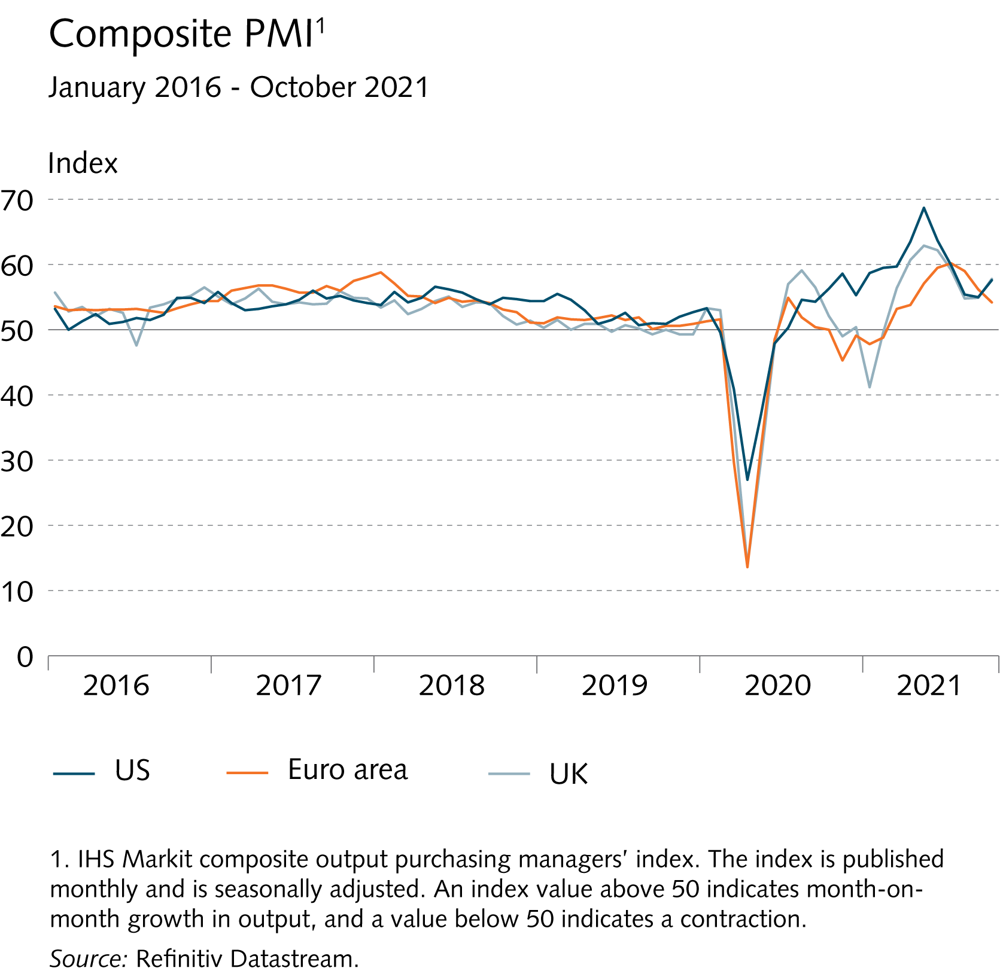 Composite PMI¹
January 2016 - October 2021
Index
70
60
50
40
30
20
10
0
2016 2017 2018 2019 2020 2021
US Euro area UK
1. IHS Markit composite output purchasing managers’ index. The index is published
monthly and is seasonally adjusted. An index value above 50 indicates month-on-
month growth in output, and a value below 50 indicates a contraction.
Source: Refinitiv Datastream.